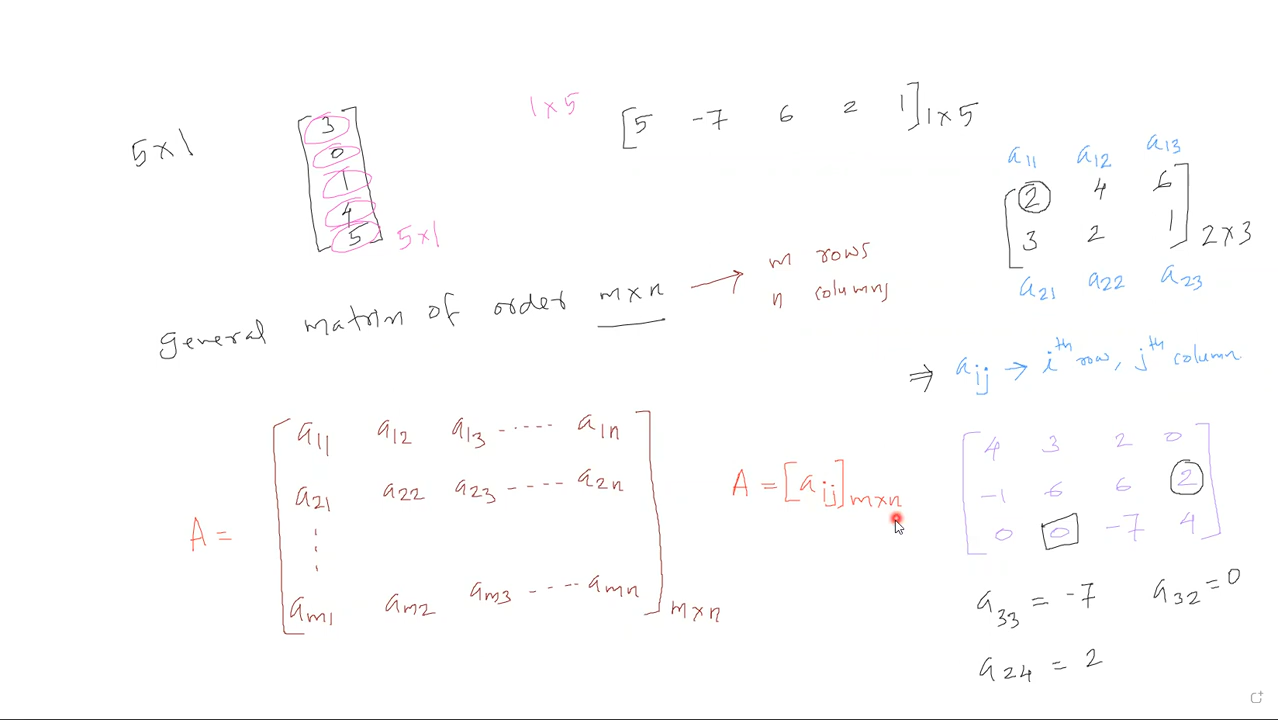 5×1
[3
0
1
4
5] 5×1
1×5 [5 -7 6 2 1]1×5
a11 a12 a13
[2 4 6
3 2 1] 2×3
a21 a22 a23
general matrix of order m×n → m rows
n columns
⇒ aij → ith row, jth column
A = [a11 a12 a13 ----- a1n
a21 a22 a23 ---- a2n
⋮
am1 am2 am3 ----- amn]m×n
A = [aij]m×n
[4 3 2 0
-1 6 6 2
0 0 -7 4]
a33 = -7 a32 = 0
a24 = 2